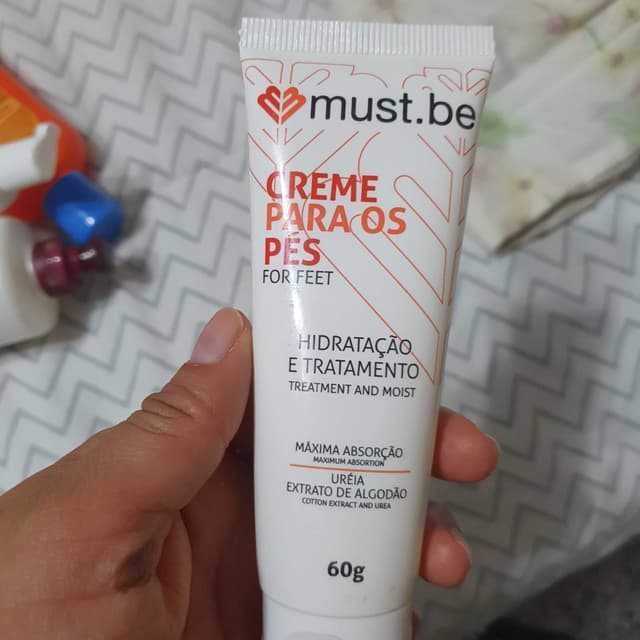 must.be
CREME
PARA OS
PÉS
FOR FEET
HIDRATAÇÃO
E TRATAMENTO
TREATMENT AND MOIST
MÁXIMA ABSORÇÃO
MAXIMUM ABSORTION
URÉIA
EXTRATO DE ALGODÃO
COTTON EXTRACT AND UREA
60g